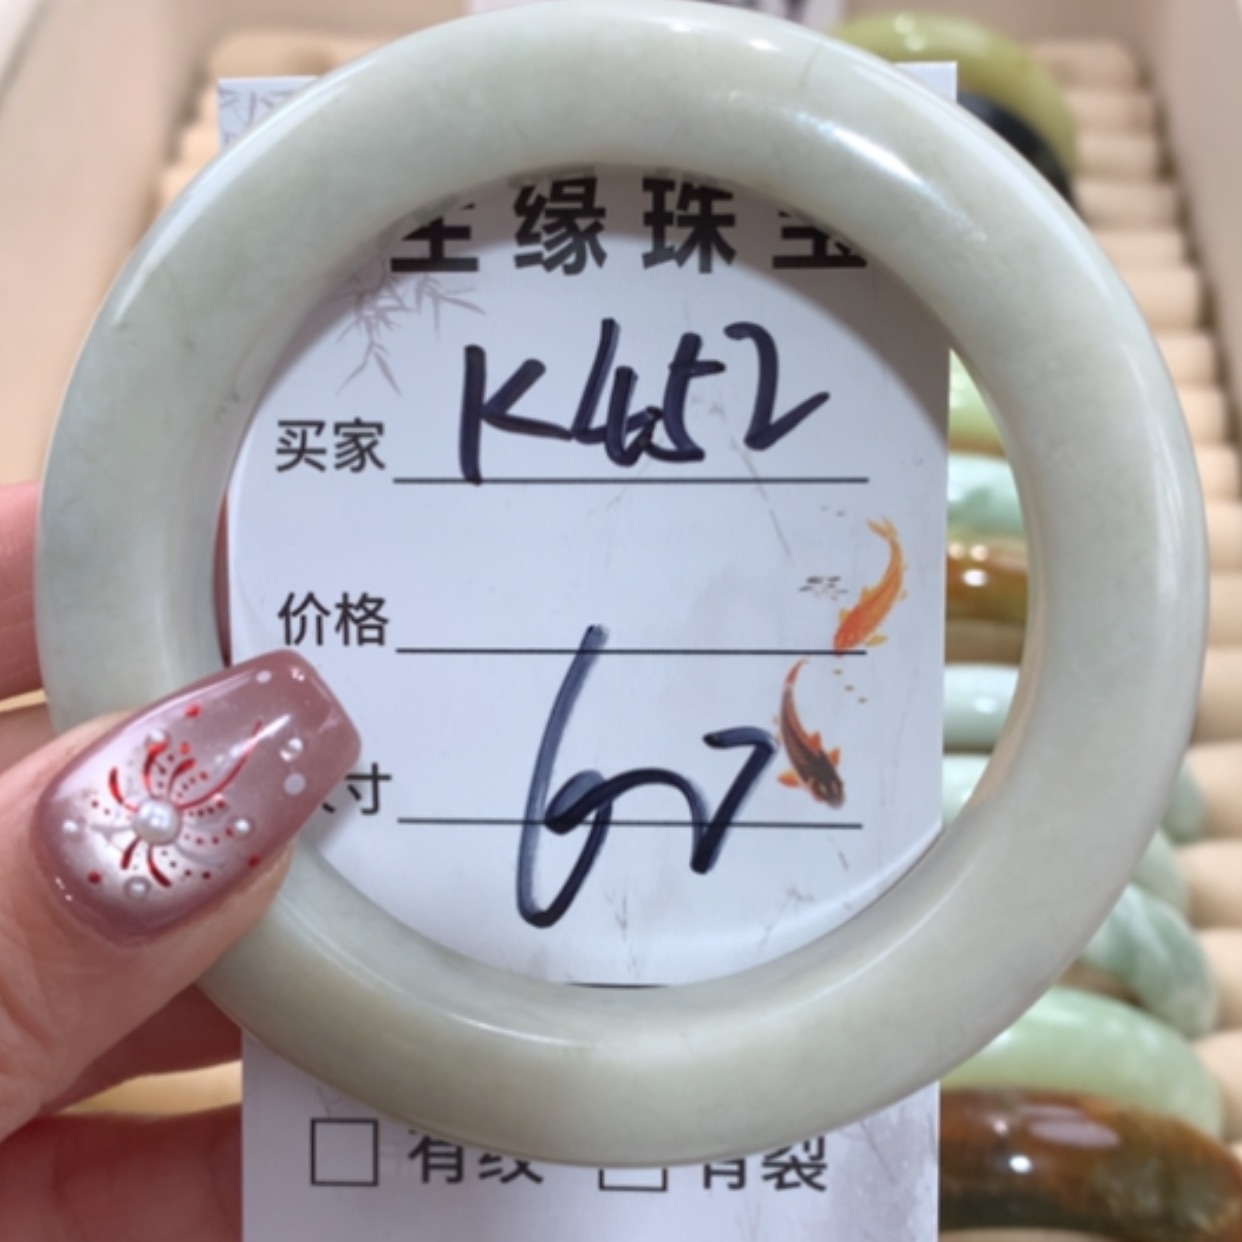 缘珠宝
买家 K452
价格
寸 67
有纹 有裂